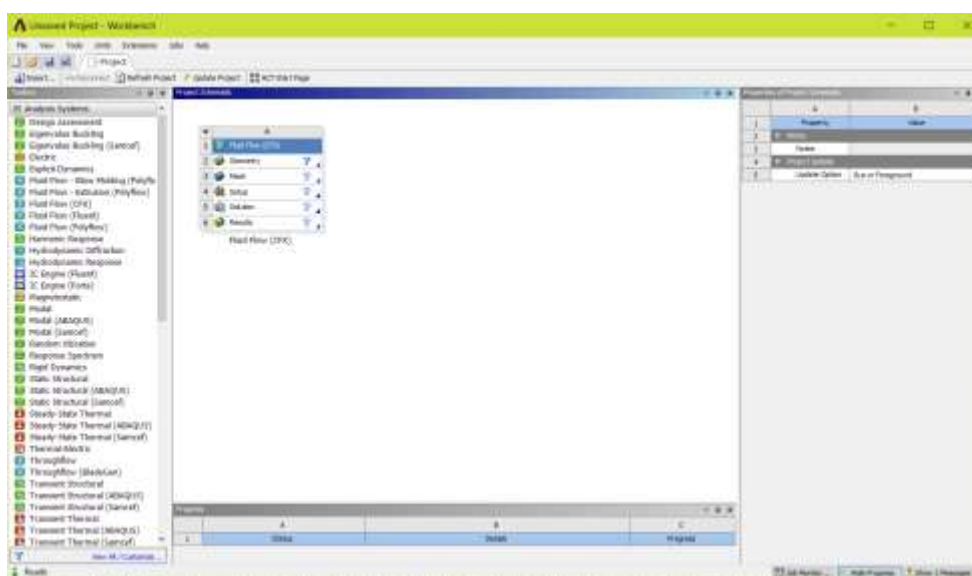 Unsaved Project - Workbench
File View Tools Units Extensions Jobs Help
Project
Import... Reconnect Refresh Project Update Project ACT Start Page
Toolbox
Project Schematic
Properties of Project Schematic
Analysis Systems
Design Assessment
Eigenvalue Buckling
Eigenvalue Buckling (Samcef)
Electric
Explicit Dynamics
Fluid Flow - Blow Molding (Polyflo
Fluid Flow - Extrusion (Polyflow)
Fluid Flow (CFX)
Fluid Flow (Fluent)
Fluid Flow (Polyflow)
Harmonic Response
Hydrodynamic Diffraction
Hydrodynamic Response
IC Engine (Fluent)
IC Engine (Forte)
Magnetostatic
Modal
Modal (ABAQUS)
Modal (Samcef)
Random Vibration
Response Spectrum
Rigid Dynamics
Static Structural
Static Structural (ABAQUS)
Static Structural (Samcef)
Steady-State Thermal
Steady-State Thermal (ABAQUS)
Steady-State Thermal (Samcef)
Thermal-Electric
Throughflow
Throughflow (BladeGen)
Transient Structural
Transient Structural (ABAQUS)
Transient Structural (Samcef)
Transient Thermal
Transient Thermal (ABAQUS)
Transient Thermal (Samcef)
View All / Customize...
Ready
A
1 Fluid Flow (CFX)
2 Geometry
3 Mesh
4 Setup
5 Solution
6 Results
Fluid Flow (CFX)
A B
1 Property Value
2 Notes
3 Notes
4 Project Update
5 Update Option Run in Foreground
Progress
A B C
1 Status Details Progress
Job Monitor... Hide Progress Show 2 Messages